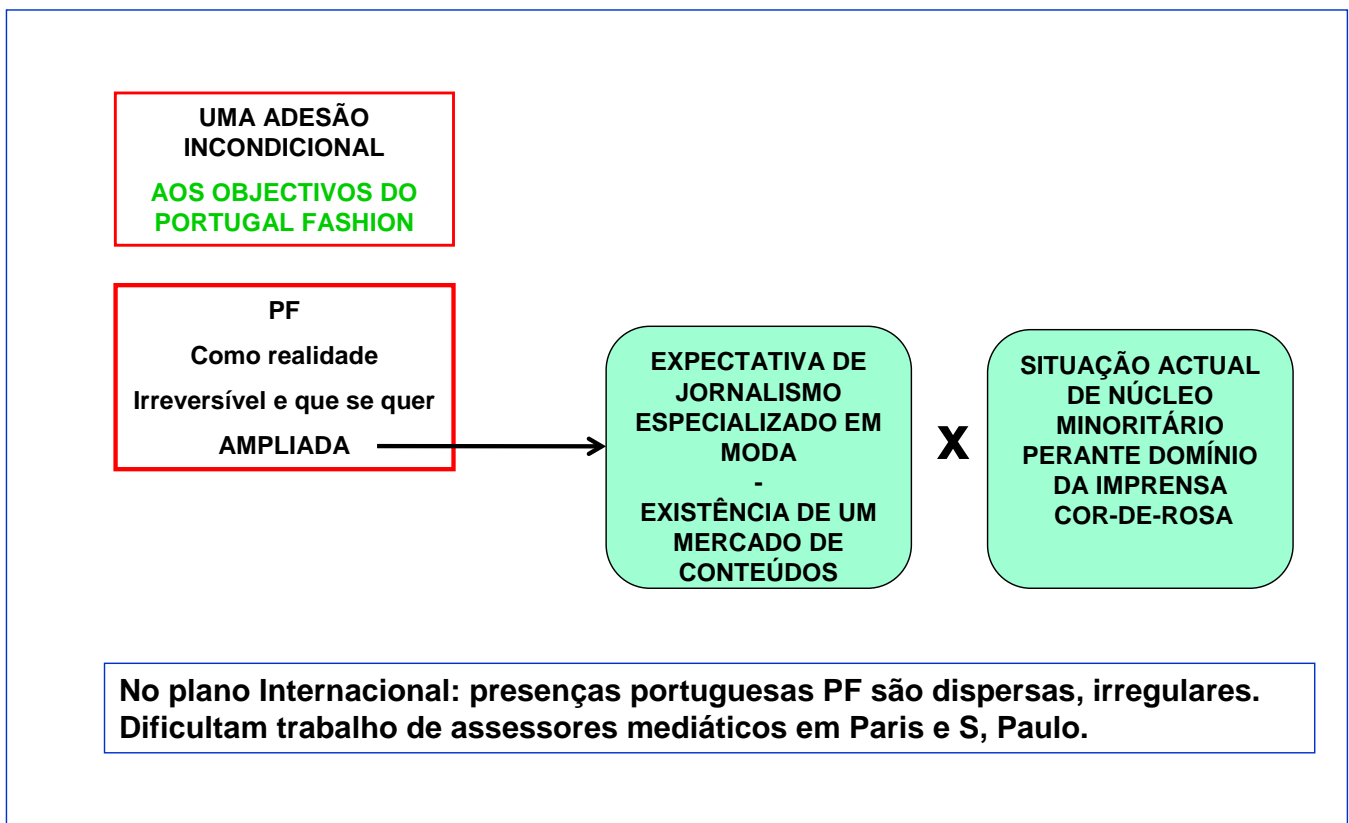 UMA ADESÃO
INCONDICIONAL
AOS OBJECTIVOS DO
PORTUGAL FASHION
PF
Como realidade
Irreversível e que se quer
AMPLIADA
EXPECTATIVA DE
JORNALISMO
ESPECIALIZADO EM
MODA
-
EXISTÊNCIA DE UM
MERCADO DE
CONTEÚDOS
X
SITUAÇÃO ACTUAL
DE NÚCLEO
MINORITÁRIO
PERANTE DOMÍNIO
DA IMPRENSA
COR-DE-ROSA
No plano Internacional: presenças portuguesas PF são dispersas, irregulares.
Dificultam trabalho de assessores mediáticos em Paris e S, Paulo.